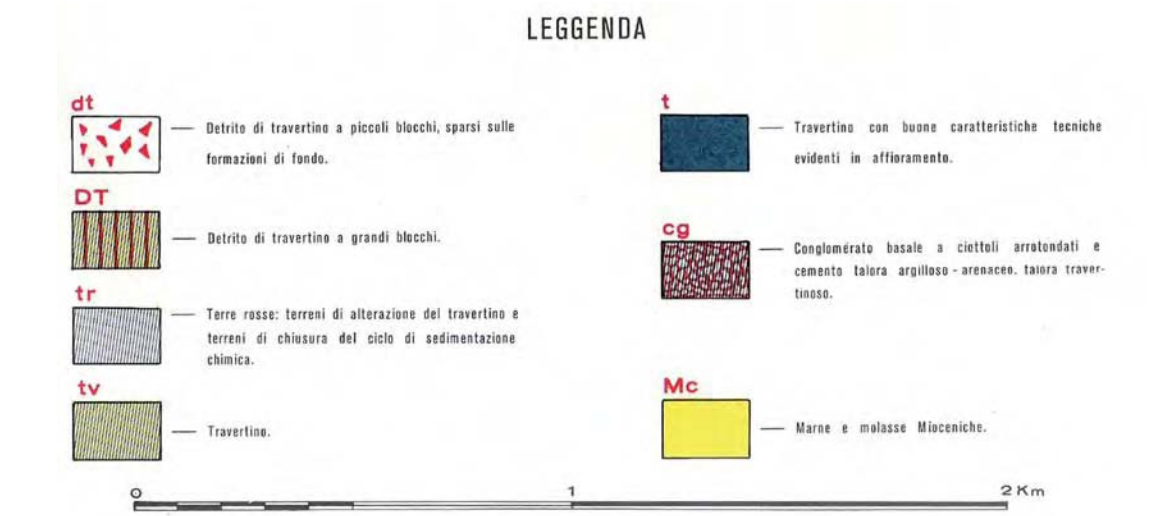 LEGGENDA
dt
Detrito di travertino a piccoli blocchi, sparsi sulle
formazioni di fondo.
DT
Detrito di travertino a grandi blocchi.
tr
Terre rosse: terreni di alterazione del travertino e
terreni di chiusura del ciclo di sedimentazione
chimica.
tv
Travertino.
t
Travertino con buone caratteristiche tecniche
evidenti in affioramento.
cg
Conglomerato basale a ciottoli arrotondati e
cemento talora argilloso - arenaceo. talora traver-
tinoso.
Mc
Marne e molasse Mioceniche.
0 1 2 Km